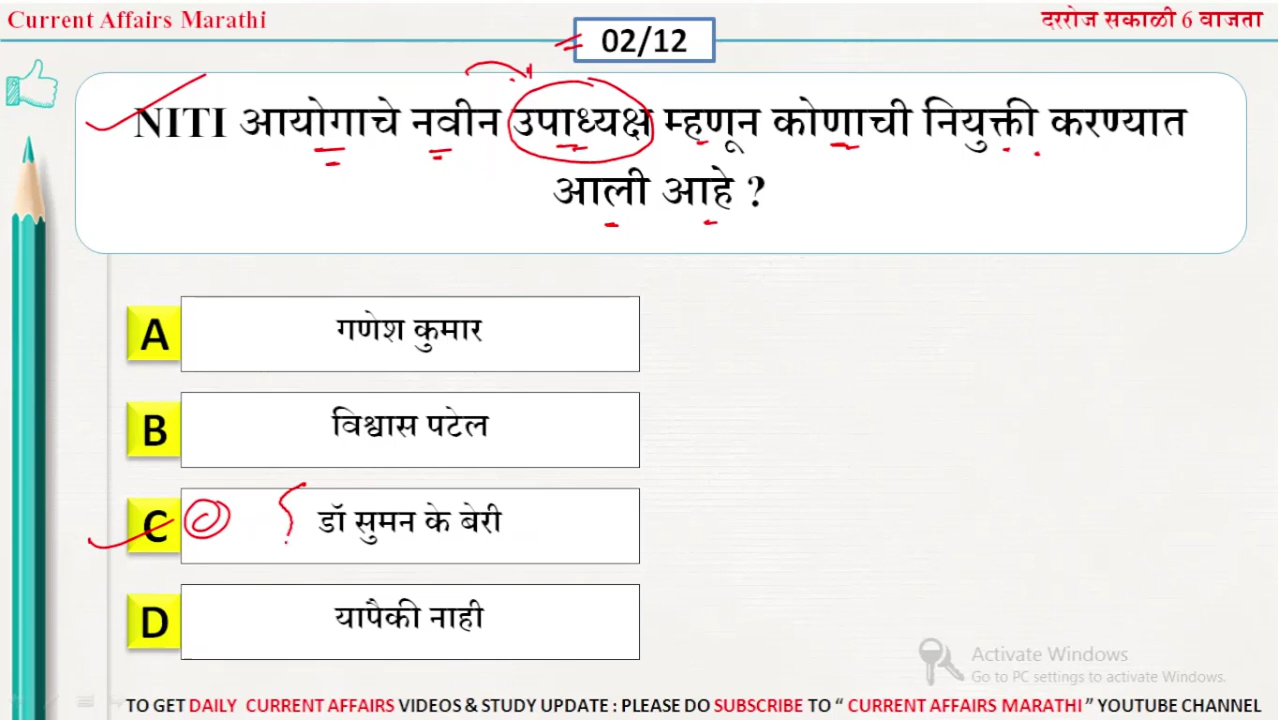 Current Affairs Marathi
दररोज सकाळी 6 वाजता
02/12
NITI आयोगाचे नवीन उपाध्यक्ष म्हणून कोणाची नियुक्ती करण्यात
आली आहे ?
A
गणेश कुमार
B
विश्वास पटेल
C
डॉ सुमन के बेरी
D
यापैकी नाही
Activate Windows
Go to PC settings to activate Windows.
TO GET DAILY CURRENT AFFAIRS VIDEOS & STUDY UPDATE : PLEASE DO SUBSCRIBE TO “ CURRENT AFFAIRS MARATHI ” YOUTUBE CHANNEL